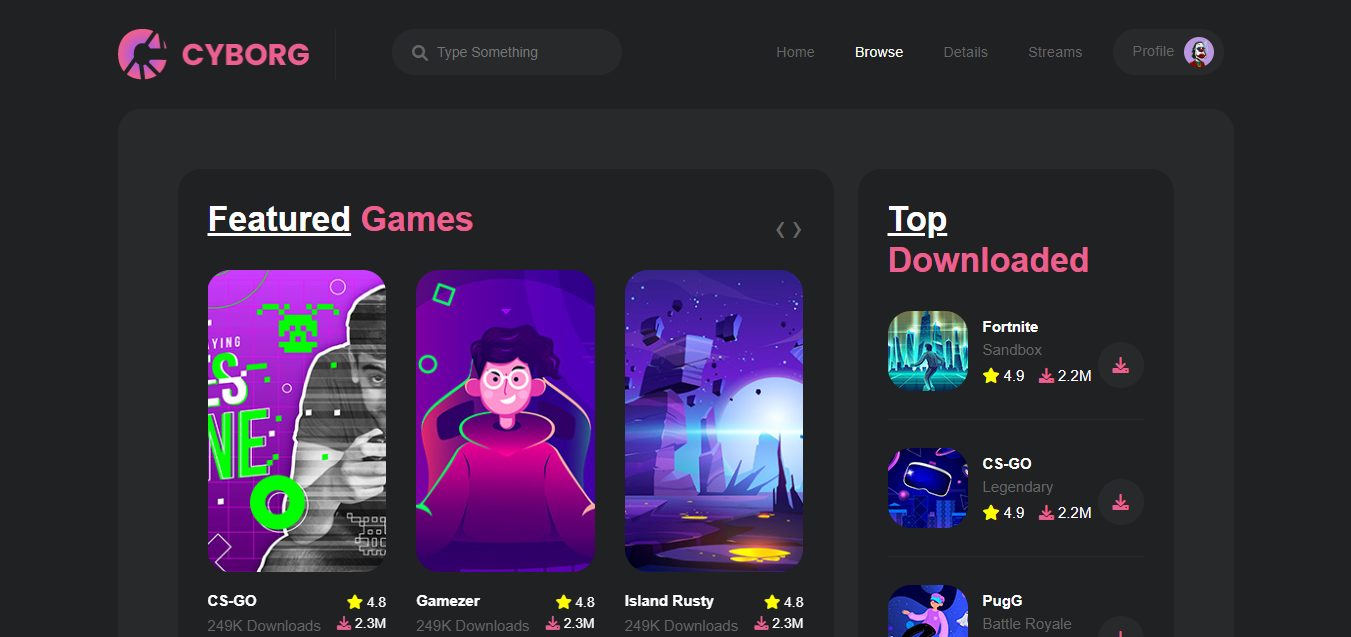 CYBORG
Type Something
Home
Browse
Details
Streams
Profile
Featured Games
❮ ❯
YING
NE
CS-GO
4.8
249K Downloads
2.3M
Gamezer
4.8
249K Downloads
2.3M
Island Rusty
4.8
249K Downloads
2.3M
Top
Downloaded
Fortnite
Sandbox
4.9
2.2M
CS-GO
Legendary
4.9
2.2M
PugG
Battle Royale